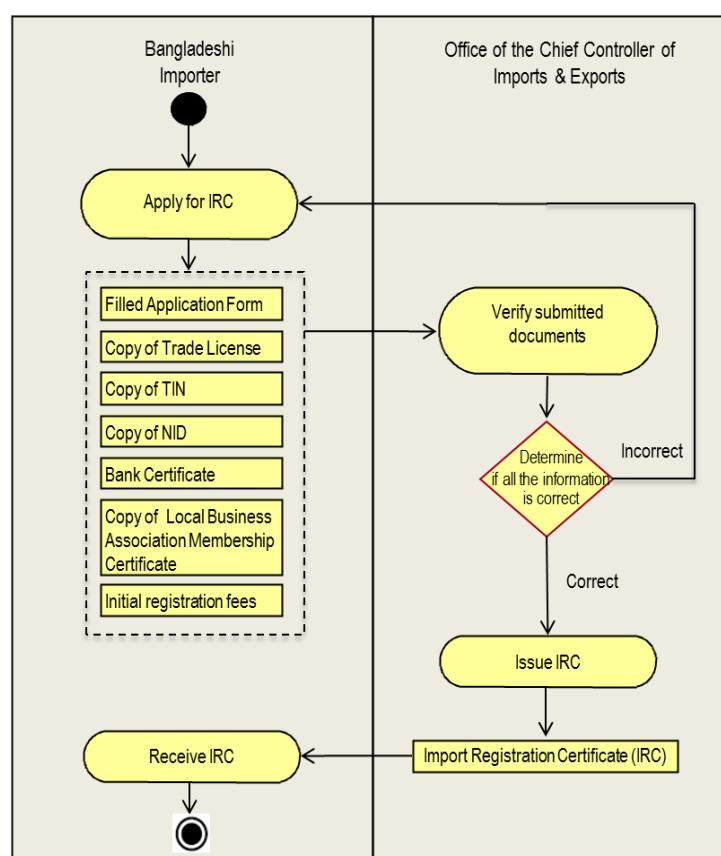 Bangladeshi
Importer
Office of the Chief Controller of
Imports & Exports
Apply for IRC
Filled Application Form
Copy of Trade License
Copy of TIN
Copy of NID
Bank Certificate
Copy of Local Business
Association Membership
Certificate
Initial registration fees
Verify submitted
documents
Determine
if all the information
is correct
Incorrect
Correct
Issue IRC
Import Registration Certificate (IRC)
Receive IRC